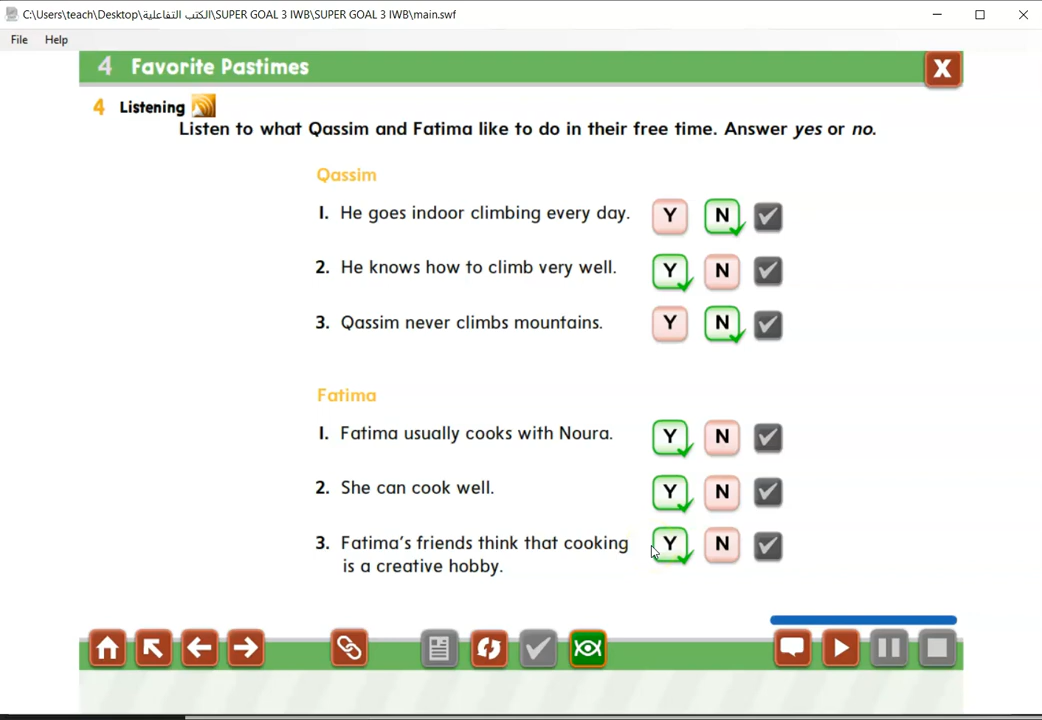 C:\Users\teach\Desktop\الكتب التفاعلية\SUPER GOAL 3 IWB\SUPER GOAL 3 IWB\main.swf
File Help
4 Favorite Pastimes
X
4 Listening
Listen to what Qassim and Fatima like to do in their free time. Answer yes or no.
Qassim
1. He goes indoor climbing every day. Y N
2. He knows how to climb very well. Y N
3. Qassim never climbs mountains. Y N
Fatima
1. Fatima usually cooks with Noura. Y N
2. She can cook well. Y N
3. Fatima's friends think that cooking Y N
is a creative hobby.